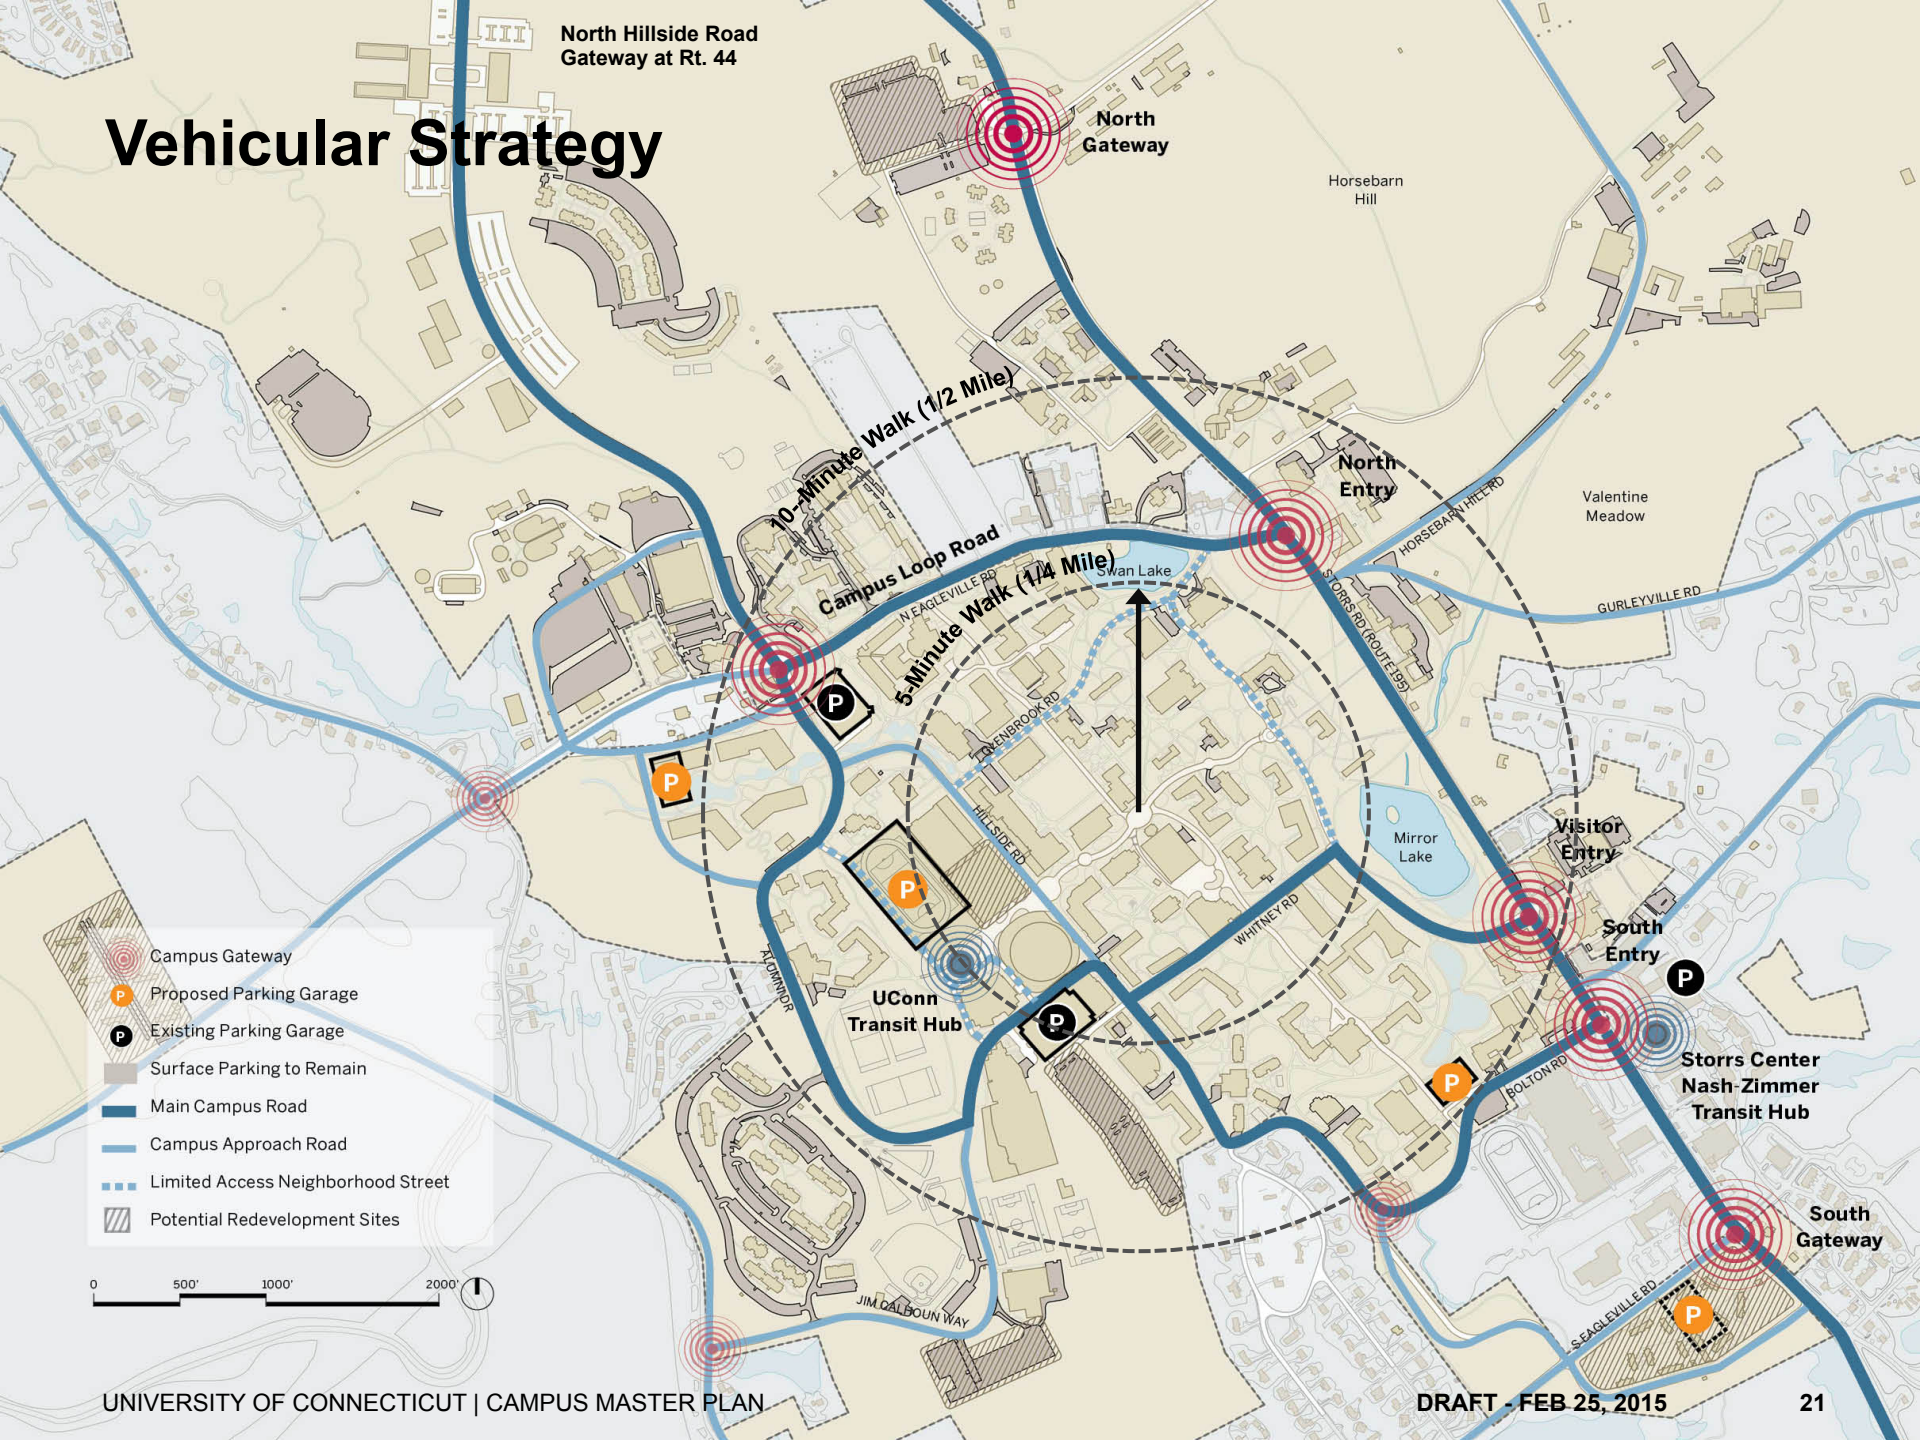 North Hillside Road
Gateway at Rt. 44
Vehicular Strategy
North
Gateway
Horsebarn
Hill
10-Minute Walk (1/2 Mile)
North
Entry
HORSEBARN HILL RD
Valentine
Meadow
Campus Loop Road
N EAGLEVILLE RD
5-Minute Walk (1/4 Mile)
Swan Lake
STORRS RD (ROUTE 195)
GURLEYVILLE RD
P
GLENBROOK RD
P
HILLSIDE RD
Mirror
Lake
Visitor
Entry
P
WHITNEY RD
South
Entry
P
ALUMNI DR
UConn
Transit Hub
P
Storrs Center
Nash-Zimmer
Transit Hub
P
BOLTON RD
Campus Gateway
P Proposed Parking Garage
P Existing Parking Garage
Surface Parking to Remain
Main Campus Road
Campus Approach Road
Limited Access Neighborhood Street
Potential Redevelopment Sites
South
Gateway
0 500' 1000' 2000'
JIM CALHOUN WAY
S EAGLEVILLE RD
P
UNIVERSITY OF CONNECTICUT | CAMPUS MASTER PLAN
DRAFT - FEB 25, 2015
21